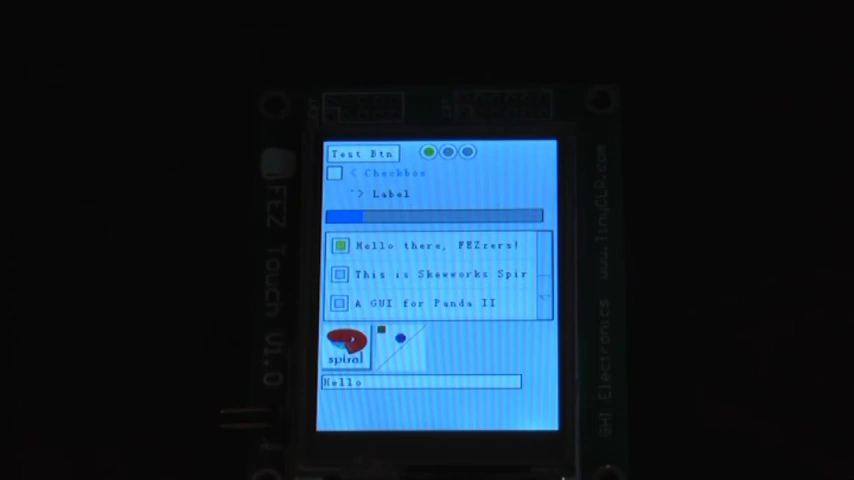 Test Btn
< Checkbox
> Label
Hello there, FEZrers!
This is Skewworks Spir
A GUI for Panda II
spiral
Hello
FEZ Touch V1.0
GHI Electronics www.TinyCLR.com